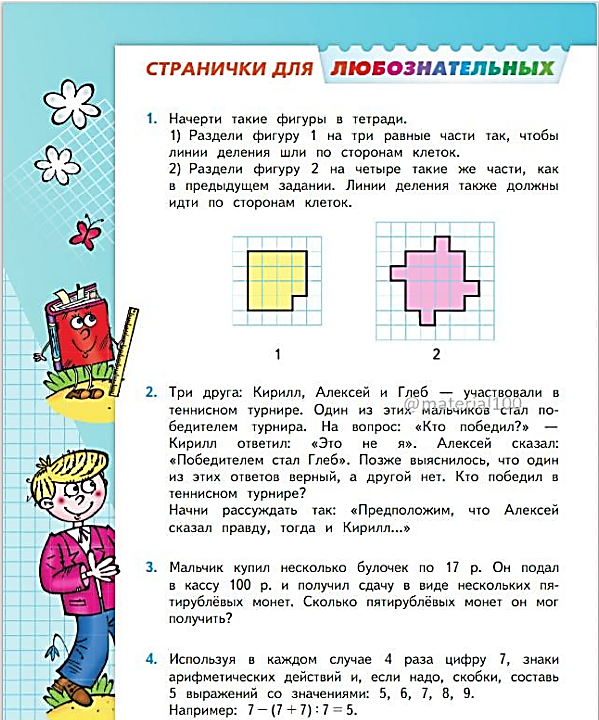 СТРАНИЧКИ ДЛЯ ЛЮБОЗНАТЕЛЬНЫХ
1. Начерти такие фигуры в тетради.
1) Раздели фигуру 1 на три равные части так, чтобы
линии деления шли по сторонам клеток.
2) Раздели фигуру 2 на четыре такие же части, как
в предыдущем задании. Линии деления также должны
идти по сторонам клеток.
1 2
2. Три друга: Кирилл, Алексей и Глеб — участвовали в
теннисном турнире. Один из этих мальчиков стал по-
@material100
бедителем турнира. На вопрос: «Кто победил?» —
Кирилл ответил: «Это не я». Алексей сказал:
«Победителем стал Глеб». Позже выяснилось, что один
из этих ответов верный, а другой нет. Кто победил в
теннисном турнире?
Начни рассуждать так: «Предположим, что Алексей
сказал правду, тогда и Кирилл...»
3. Мальчик купил несколько булочек по 17 р. Он подал
в кассу 100 р. и получил сдачу в виде нескольких пя-
тирублёвых монет. Сколько пятирублёвых монет он мог
получить?
4. Используя в каждом случае 4 раза цифру 7, знаки
арифметических действий и, если надо, скобки, составь
5 выражений со значениями: 5, 6, 7, 8, 9.
Например: 7 − (7 + 7) : 7 = 5.